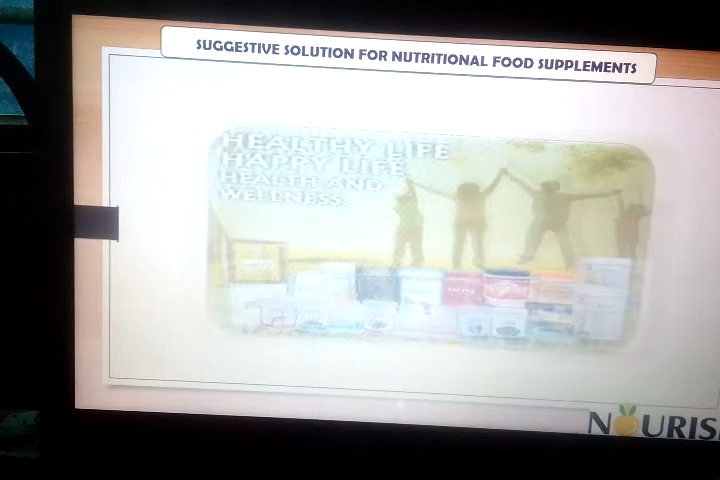 SUGGESTIVE SOLUTION FOR NUTRITIONAL FOOD SUPPLEMENTS
HEALTHY LIFE
HAPPY LIFE
HEALTH AND
WELLNESS
NOURIS